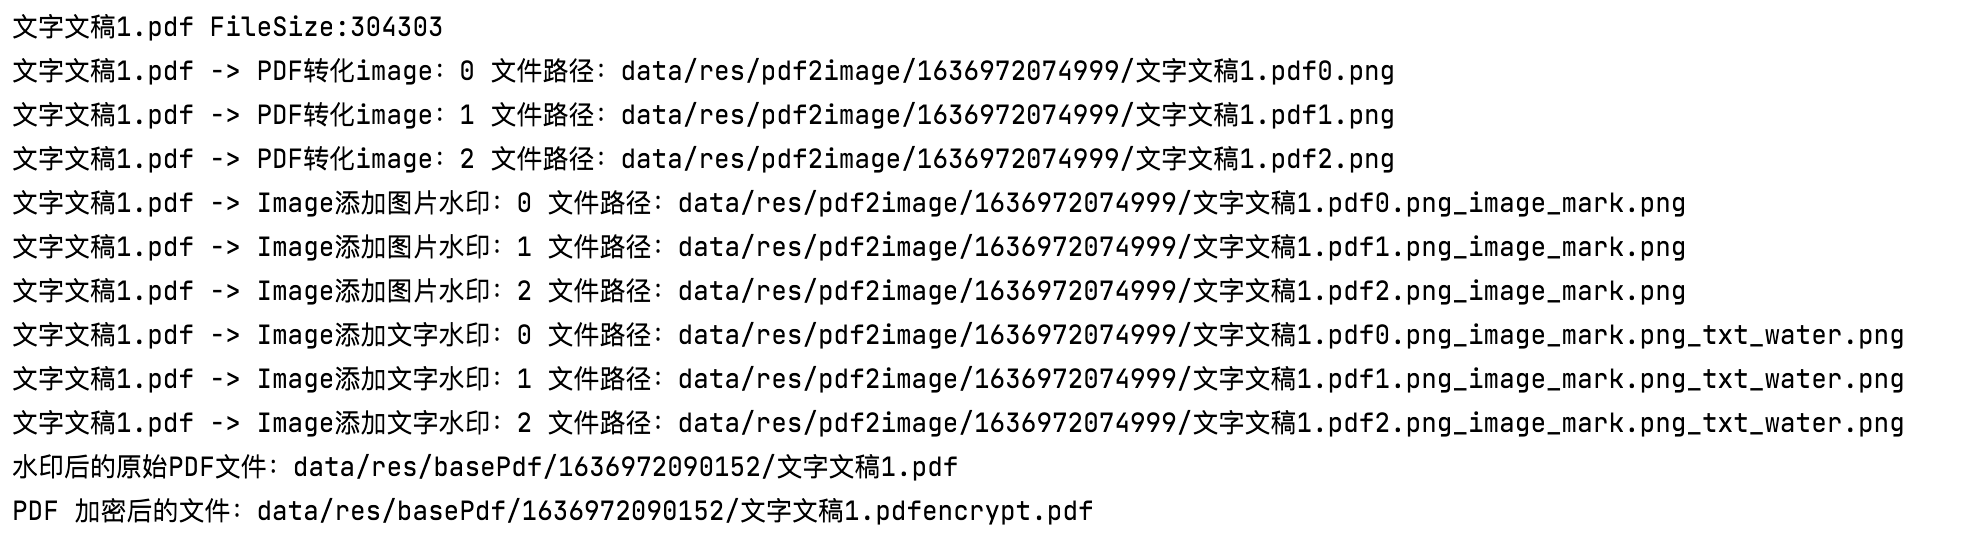 文字文稿1.pdf FileSize:304303
文字文稿1.pdf -> PDF转化image：0 文件路径：data/res/pdf2image/1636972074999/文字文稿1.pdf0.png
文字文稿1.pdf -> PDF转化image：1 文件路径：data/res/pdf2image/1636972074999/文字文稿1.pdf1.png
文字文稿1.pdf -> PDF转化image：2 文件路径：data/res/pdf2image/1636972074999/文字文稿1.pdf2.png
文字文稿1.pdf -> Image添加图片水印：0 文件路径：data/res/pdf2image/1636972074999/文字文稿1.pdf0.png_image_mark.png
文字文稿1.pdf -> Image添加图片水印：1 文件路径：data/res/pdf2image/1636972074999/文字文稿1.pdf1.png_image_mark.png
文字文稿1.pdf -> Image添加图片水印：2 文件路径：data/res/pdf2image/1636972074999/文字文稿1.pdf2.png_image_mark.png
文字文稿1.pdf -> Image添加文字水印：0 文件路径：data/res/pdf2image/1636972074999/文字文稿1.pdf0.png_image_mark.png_txt_water.png
文字文稿1.pdf -> Image添加文字水印：1 文件路径：data/res/pdf2image/1636972074999/文字文稿1.pdf1.png_image_mark.png_txt_water.png
文字文稿1.pdf -> Image添加文字水印：2 文件路径：data/res/pdf2image/1636972074999/文字文稿1.pdf2.png_image_mark.png_txt_water.png
水印后的原始PDF文件：data/res/basePdf/1636972090152/文字文稿1.pdf
PDF 加密后的文件：data/res/basePdf/1636972090152/文字文稿1.pdfencrypt.pdf